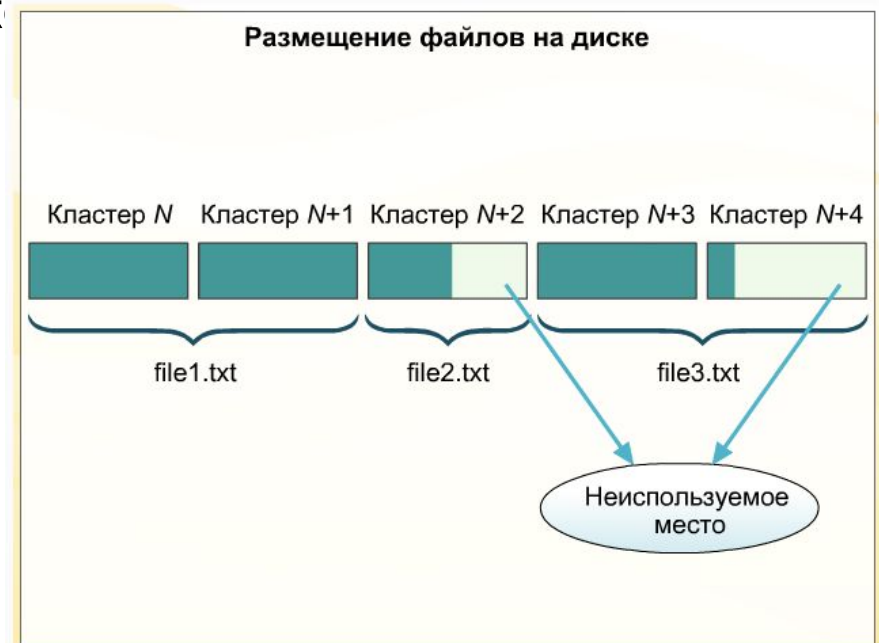 Размещение файлов на диске
Кластер N Кластер N+1 Кластер N+2 Кластер N+3 Кластер N+4
file1.txt file2.txt file3.txt
Неиспользуемое
место